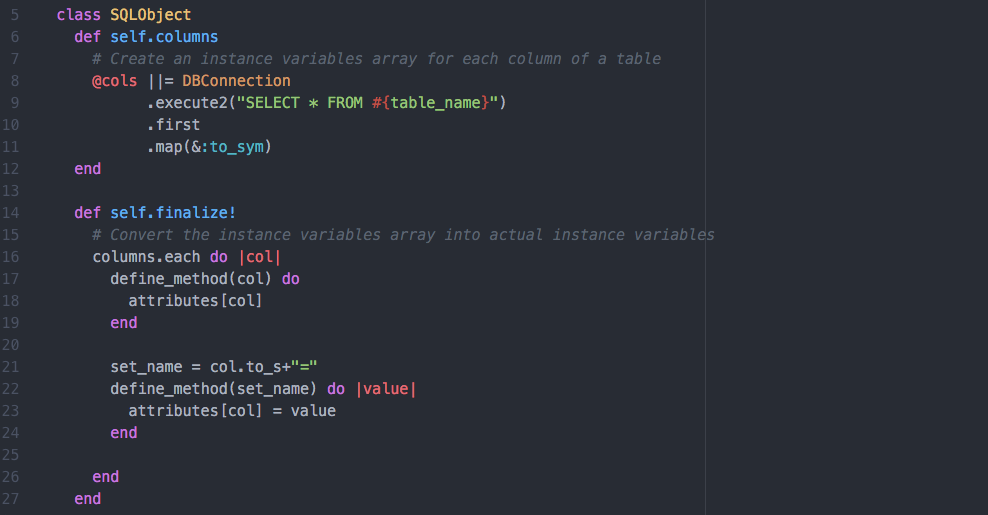 5 class SQLObject
6 def self.columns
7 # Create an instance variables array for each column of a table
8 @cols ||= DBConnection
9 .execute2("SELECT * FROM #{table_name}")
10 .first
11 .map(&:to_sym)
12 end
13
14 def self.finalize!
15 # Convert the instance variables array into actual instance variables
16 columns.each do |col|
17 define_method(col) do
18 attributes[col]
19 end
20
21 set_name = col.to_s+"="
22 define_method(set_name) do |value|
23 attributes[col] = value
24 end
25
26 end
27 end